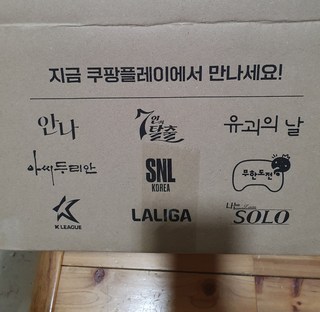 지금 쿠팡플레이에서 만나세요!
안나
7인의 탈출
유괴의 날
아씨두리안
SNL
KOREA
무한도전
K LEAGUE
LALIGA
나는
SOLO